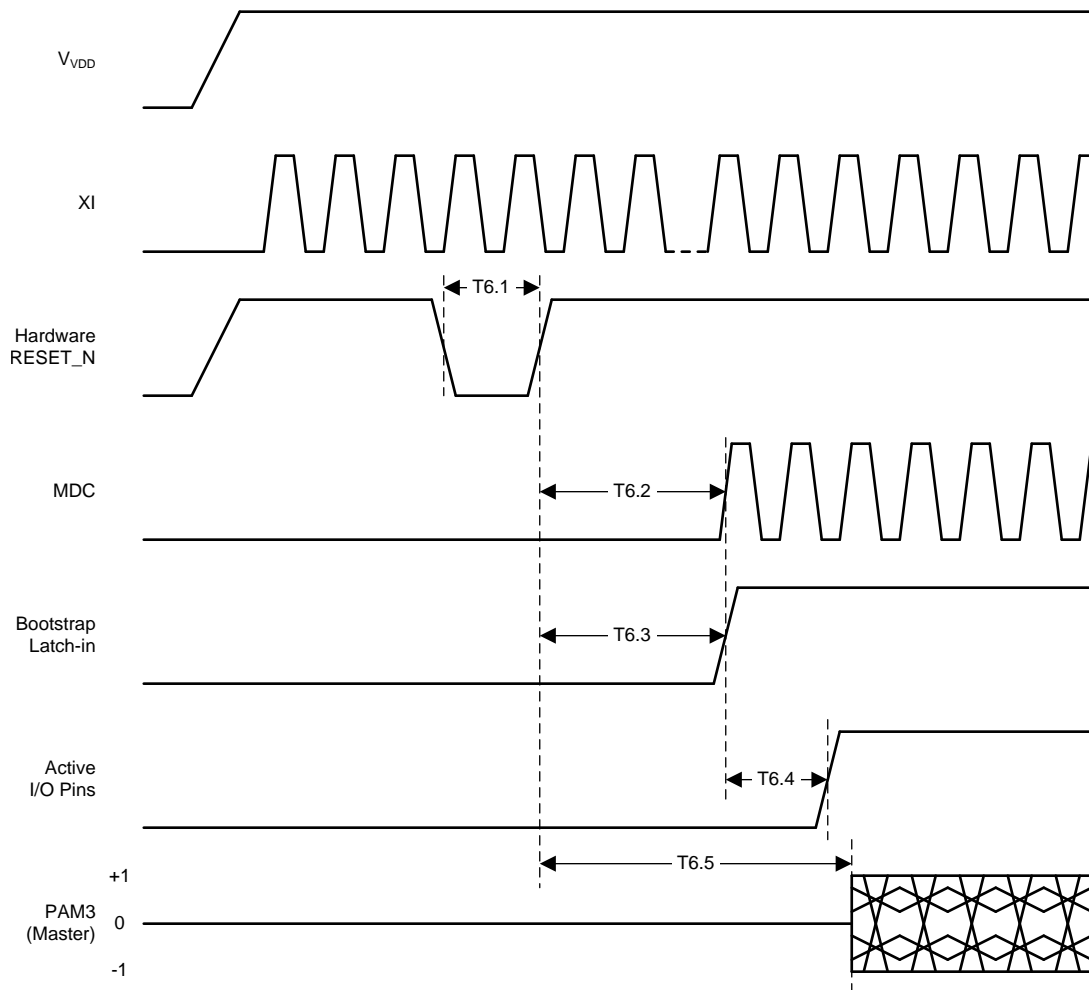 VVDD
XI
T6.1
Hardware
RESET_N
MDC
T6.2
Bootstrap
Latch-in
T6.3
Active
I/O Pins
T6.4
T6.5
+1
PAM3
(Master)
0
-1